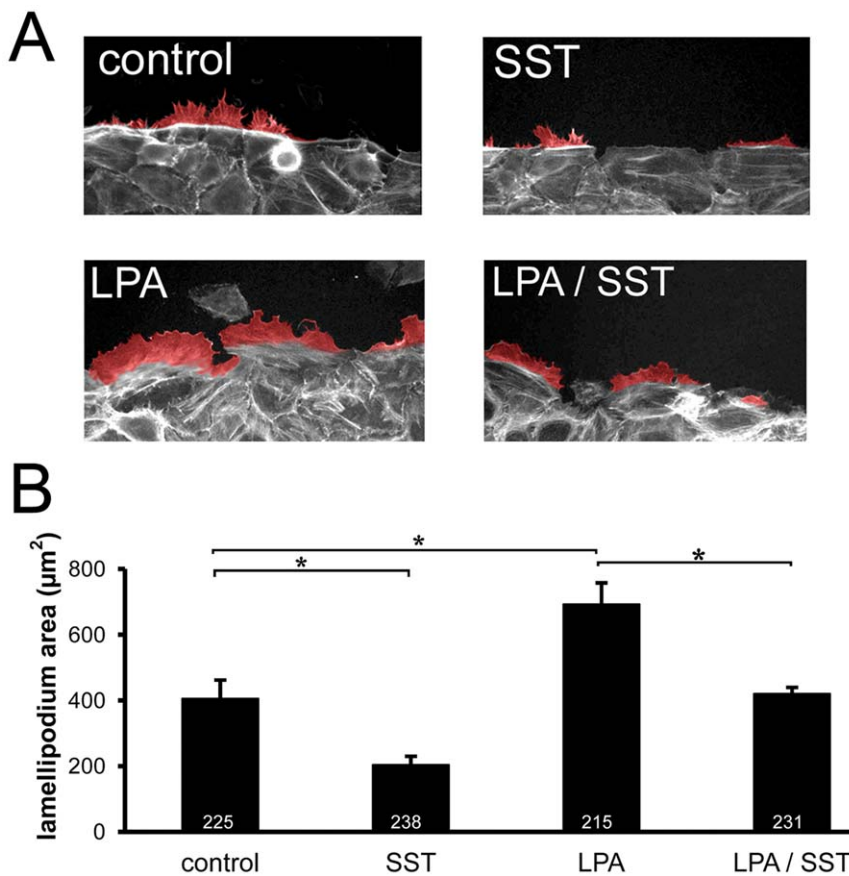 A
control
SST
LPA
LPA / SST
B
*
*
*
lamellipodium area (µm²)
800
600
400
200
0
225
238
215
231
control
SST
LPA
LPA / SST